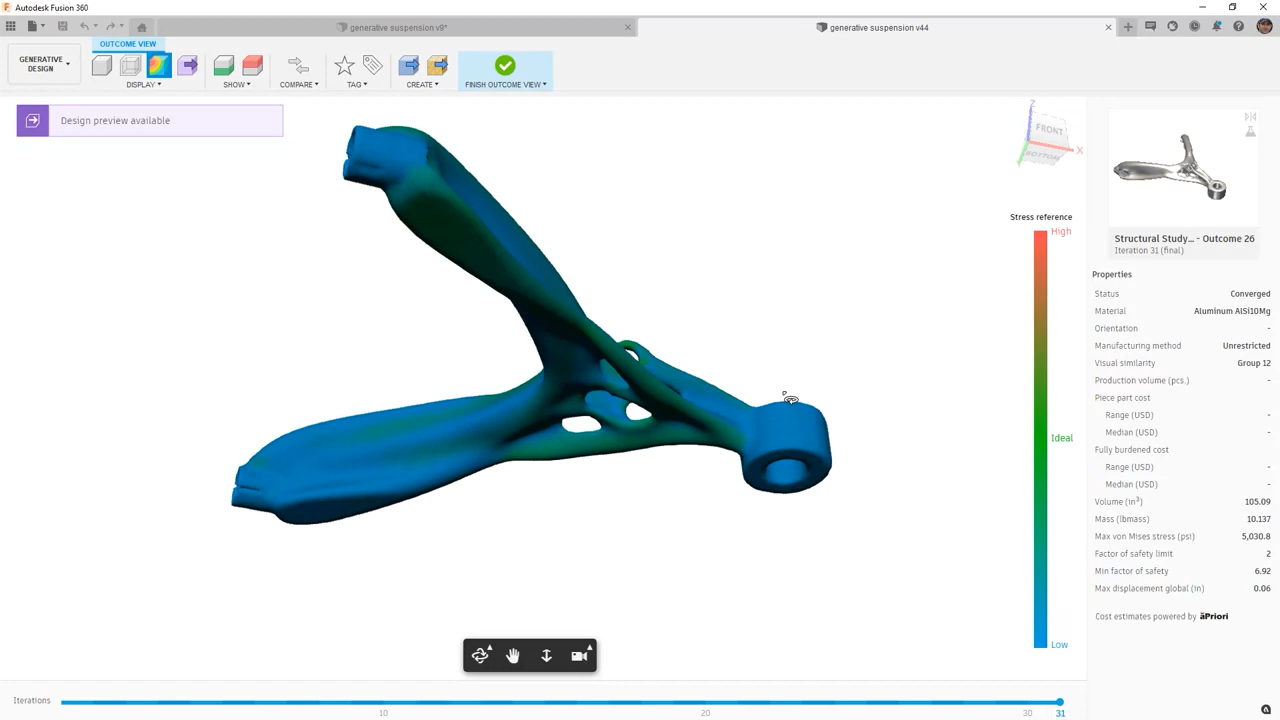 Autodesk Fusion 360
generative suspension v9*
generative suspension v44
GENERATIVE
DESIGN
OUTCOME VIEW
DISPLAY
SHOW
COMPARE
TAG
CREATE
FINISH OUTCOME VIEW
Design preview available
Z
FRONT
BOTTOM
X
Stress reference
High
Ideal
Low
Structural Study... - Outcome 26
Iteration 31 (final)
Properties
Status Converged
Material Aluminum AlSi10Mg
Orientation -
Manufacturing method Unrestricted
Visual similarity Group 12
Production volume (pcs.) -
Piece part cost
Range (USD) -
Median (USD) -
Fully burdened cost
Range (USD) -
Median (USD) -
Volume (in³) 105.09
Mass (lbmass) 10.137
Max von Mises stress (psi) 5,030.8
Factor of safety limit 2
Min factor of safety 6.92
Max displacement global (in) 0.06
Cost estimates powered by aPriori
Iterations
10 20 30 31